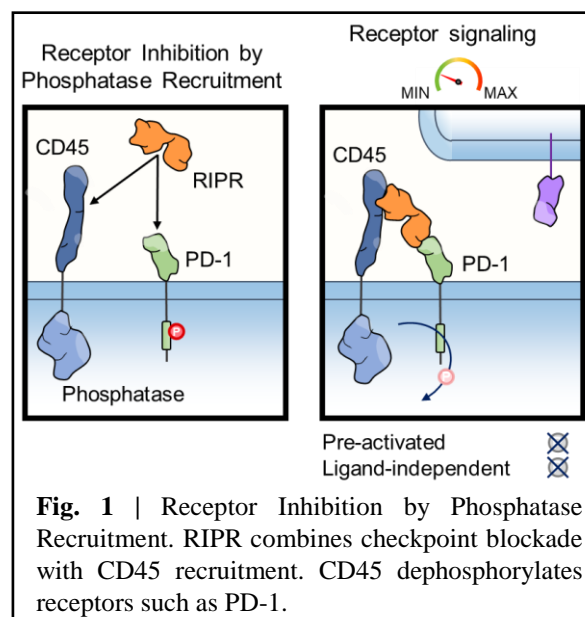 Receptor Inhibition by
Phosphatase Recruitment
CD45
RIPR
PD-1
P
Phosphatase
Receptor signaling
MIN
MAX
CD45
PD-1
P
Pre-activated
Ligand-independent
Fig. 1 | Receptor Inhibition by Phosphatase
Recruitment. RIPR combines checkpoint blockade
with CD45 recruitment. CD45 dephosphorylates
receptors such as PD-1.